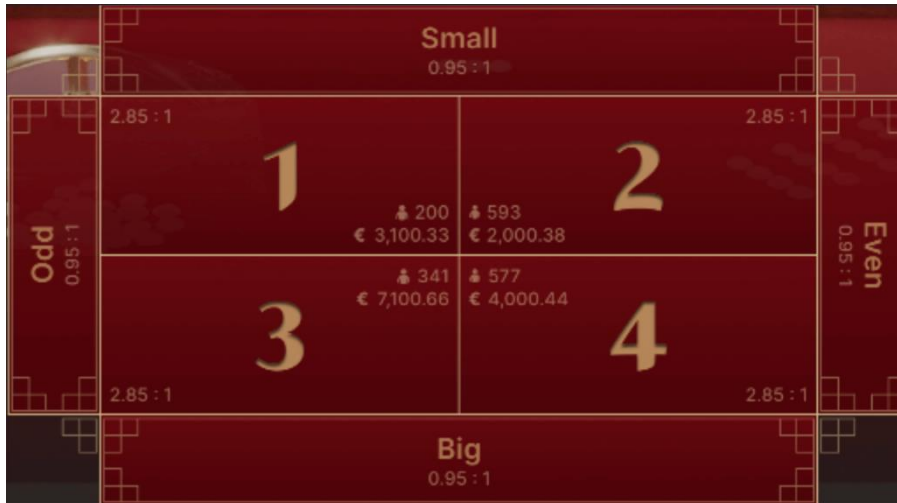 Small
0.95 : 1
2.85 : 1
2.85 : 1
1
2
200
593
€ 3,100.33
€ 2,000.38
Odd
0.95 : 1
Even
0.95 : 1
341
577
€ 7,100.66
€ 4,000.44
3
4
2.85 : 1
2.85 : 1
Big
0.95 : 1